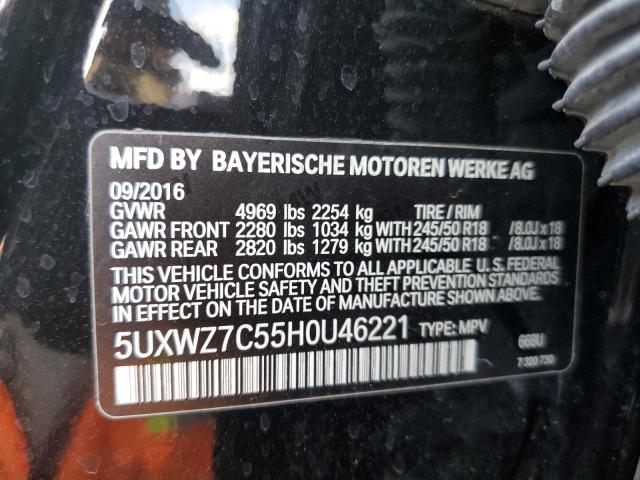 MFD BY BAYERISCHE MOTOREN WERKE AG
09/2016
GVWR 4969 lbs 2254 kg TIRE / RIM
GAWR FRONT 2280 lbs 1034 kg WITH 245/50 R18 /8.0J x 18
GAWR REAR 2820 lbs 1279 kg WITH 245/50 R18 /8.0J x 18
THIS VEHICLE CONFORMS TO ALL APPLICABLE U. S. FEDERAL
MOTOR VEHICLE SAFETY AND THEFT PREVENTION STANDARDS
IN EFFECT ON THE DATE OF MANUFACTURE SHOWN ABOVE.
5UXWZ7C55H0U46221 TYPE: MPV 668U
7 320 730